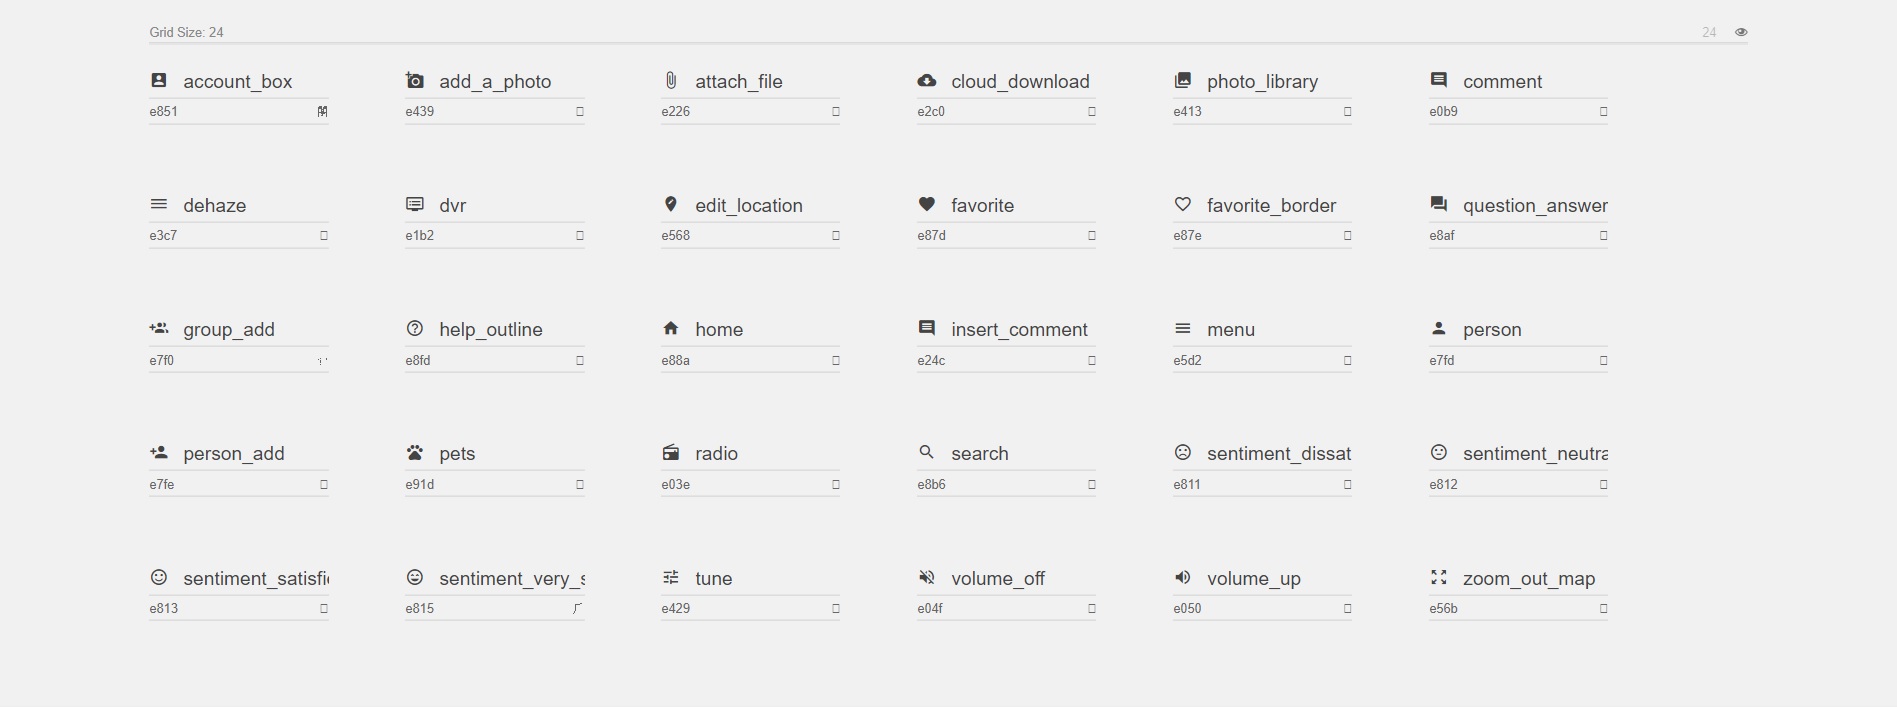 Grid Size: 24 24
account_box add_a_photo attach_file cloud_download photo_library comment
e851 e439 e226 e2c0 e413 e0b9
dehaze dvr edit_location favorite favorite_border question_answer
e3c7 e1b2 e568 e87d e87e e8af
group_add help_outline home insert_comment menu person
e7f0 e8fd e88a e24c e5d2 e7fd
person_add pets radio search sentiment_dissat sentiment_neutra
e7fe e91d e03e e8b6 e811 e812
sentiment_satisfi sentiment_very_s tune volume_off volume_up zoom_out_map
e813 e815 e429 e04f e050 e56b